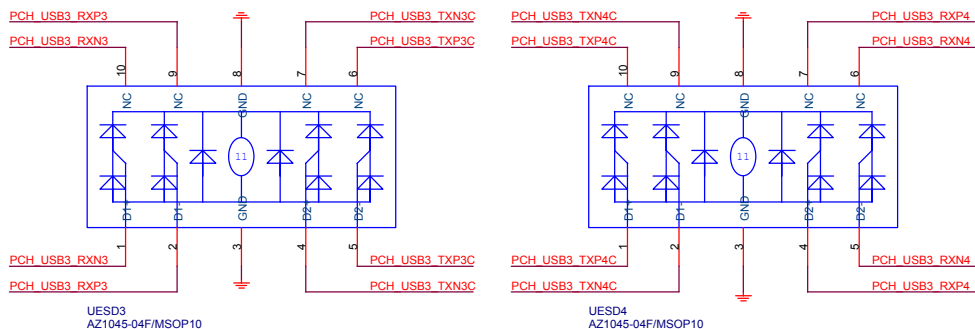 PCH_USB3_RXP3
PCH_USB3_TXN3C
PCH_USB3_TXN4C
PCH_USB3_RXP4
PCH_USB3_RXN3
PCH_USB3_TXP3C
PCH_USB3_TXP4C
PCH_USB3_RXN4
10 9 8 7 6
10 9 8 7 6
NC NC GND NC NC
NC NC GND NC NC
11
11
D1+ D1- GND D2+ D2-
D1+ D1- GND D2+ D2-
1 2 3 4 5
1 2 3 4 5
PCH_USB3_RXN3
PCH_USB3_TXP3C
PCH_USB3_TXP4C
PCH_USB3_RXN4
PCH_USB3_RXP3
PCH_USB3_TXN3C
PCH_USB3_TXN4C
PCH_USB3_RXP4
UESD3
AZ1045-04F/MSOP10
UESD4
AZ1045-04F/MSOP10